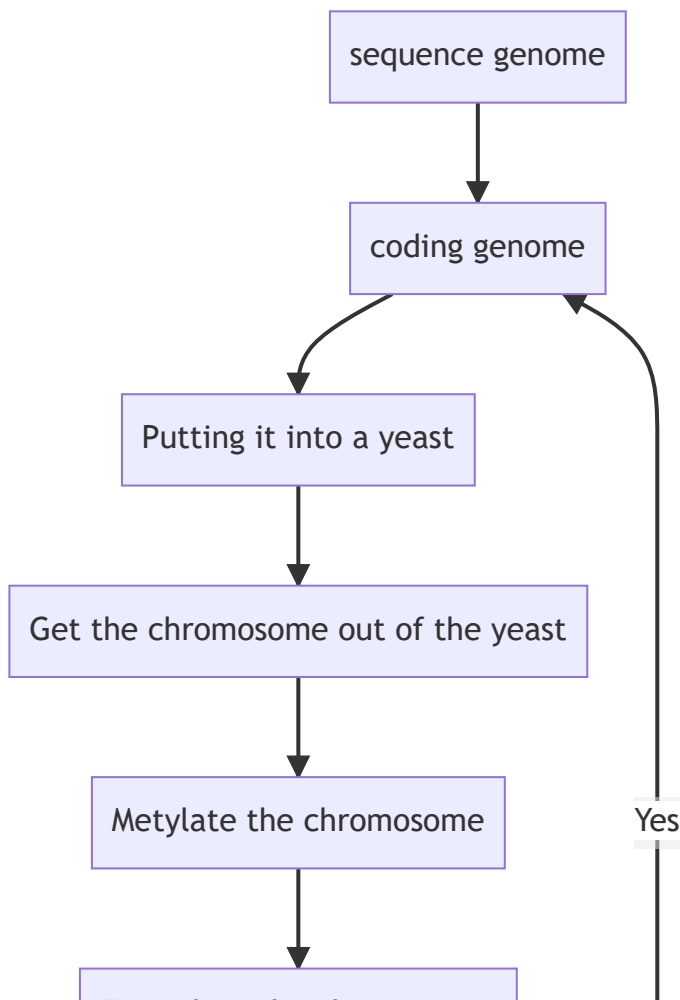 sequence genome
coding genome
Putting it into a yeast
Get the chromosome out of the yeast
Metylate the chromosome
Yes